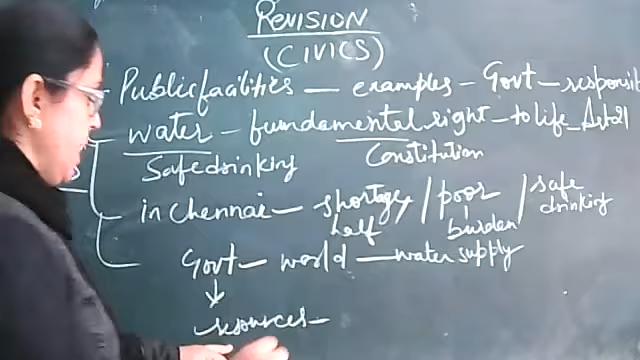 REVISION
(CIVICS)
Public facilities — examples — Govt — responsib
water — fundamental right — to life — Art 21
Safe drinking Constitution
in Chennai — shortage / poor / safe drinking
half burden
Govt — world — water supply
resources —